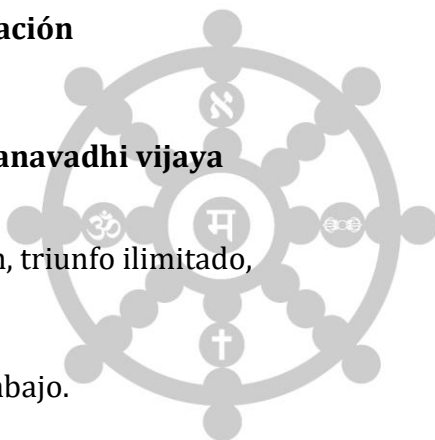 ación
א
anavadhi vijaya
ॐ म
, triunfo ilimitado,
abajo.